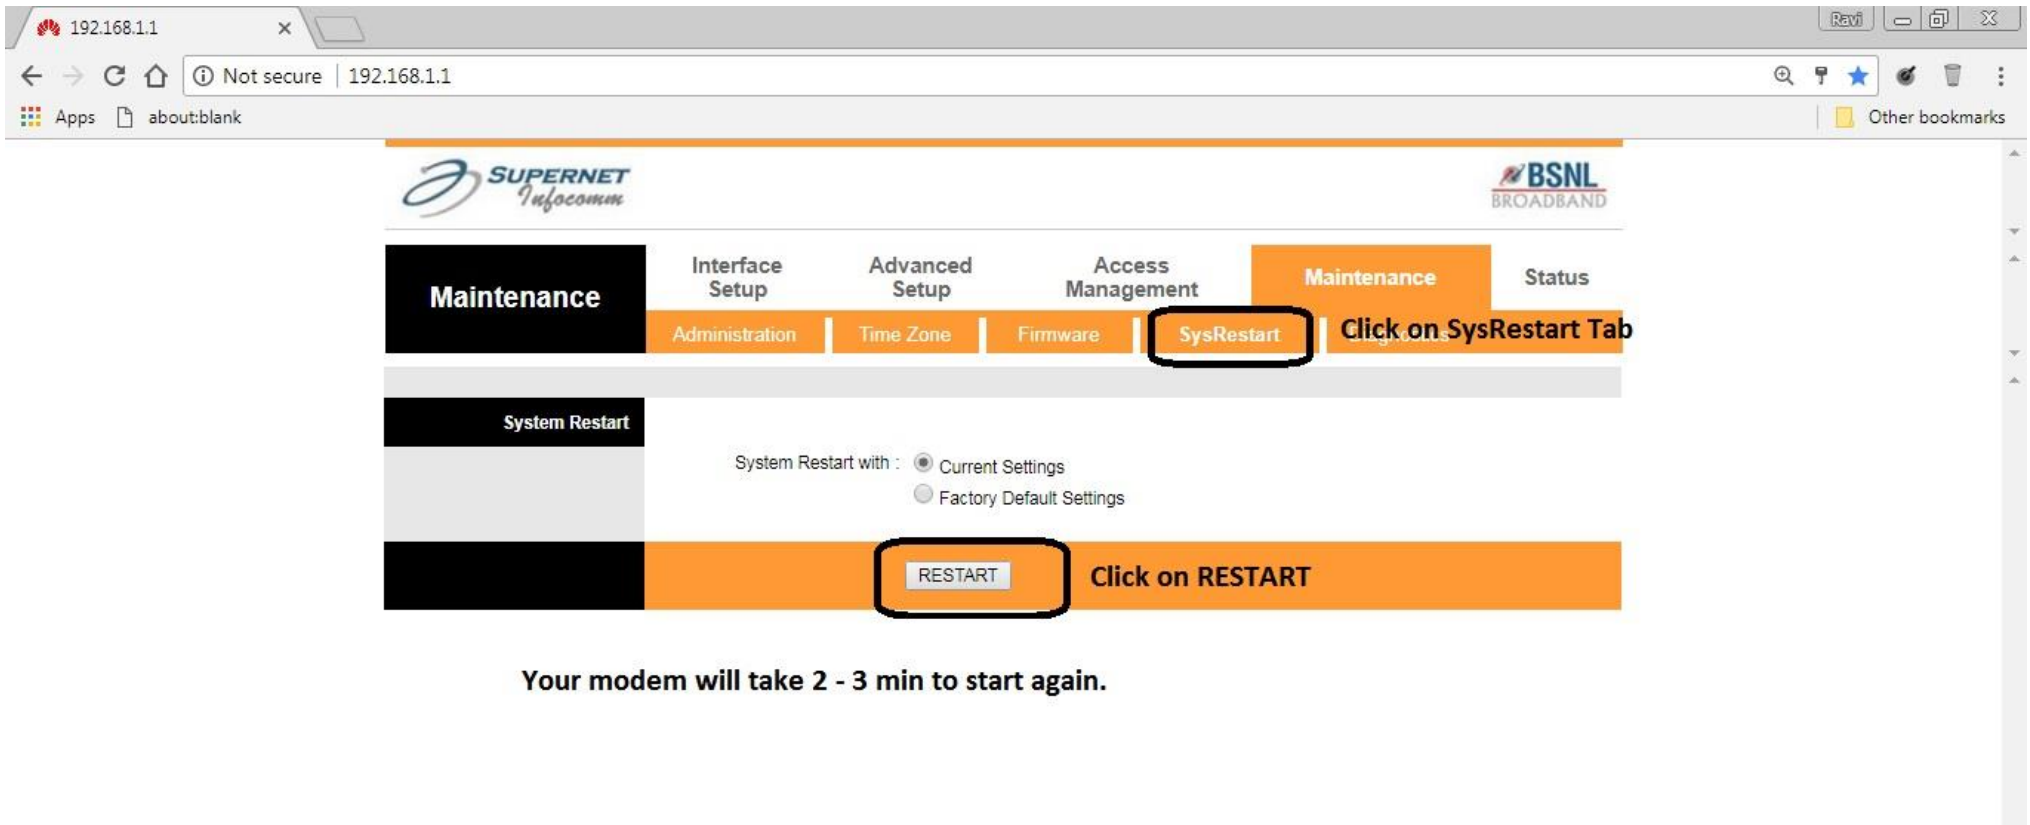 192.168.1.1
Ravi
Not secure | 192.168.1.1
Apps about:blank Other bookmarks
SUPERNET
Infocomm
BSNL
BROADBAND
Maintenance
Interface Setup
Advanced Setup
Access Management
Maintenance
Status
Administration Time Zone Firmware SysRestart Diagnostics
Click on SysRestart Tab
System Restart
System Restart with : Current Settings
Factory Default Settings
RESTART Click on RESTART
Your modem will take 2 - 3 min to start again.